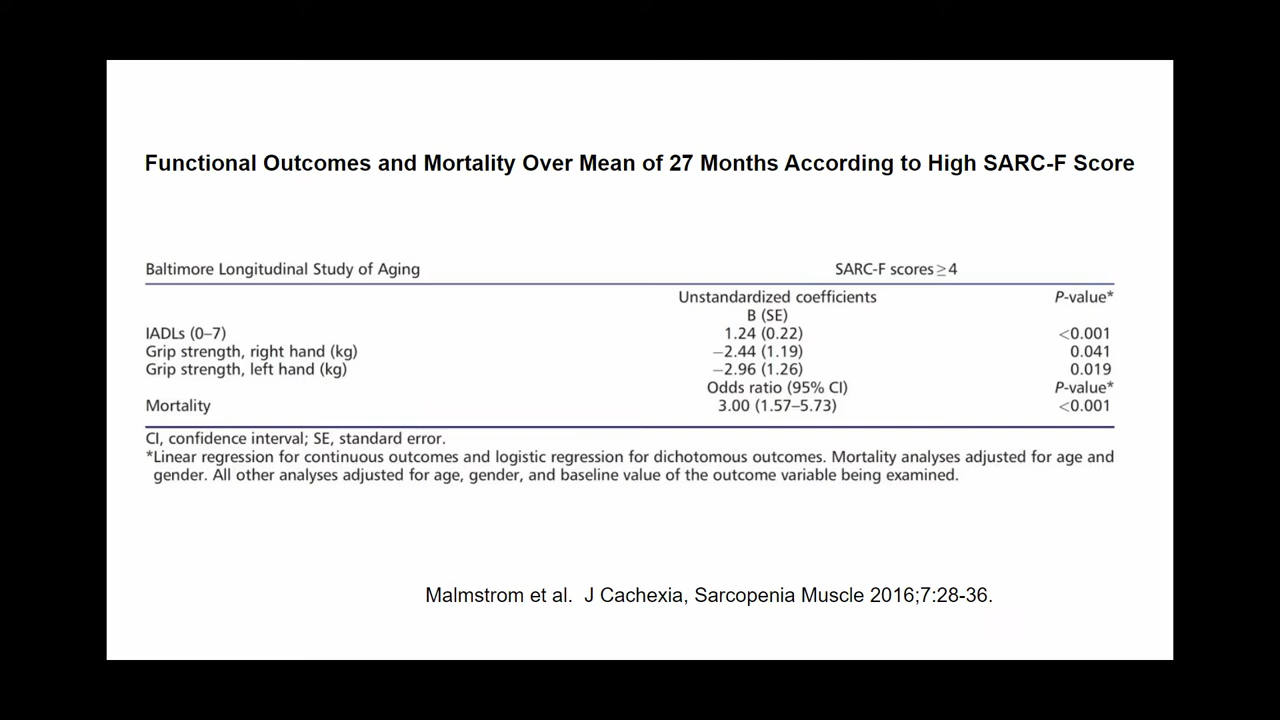 Functional Outcomes and Mortality Over Mean of 27 Months According to High SARC-F Score
Baltimore Longitudinal Study of Aging SARC-F scores≥4
Unstandardized coefficients P-value*
B (SE)
IADLs (0–7) 1.24 (0.22) <0.001
Grip strength, right hand (kg) −2.44 (1.19) 0.041
Grip strength, left hand (kg) −2.96 (1.26) 0.019
Odds ratio (95% CI) P-value*
Mortality 3.00 (1.57–5.73) <0.001
CI, confidence interval; SE, standard error.
*Linear regression for continuous outcomes and logistic regression for dichotomous outcomes. Mortality analyses adjusted for age and
gender. All other analyses adjusted for age, gender, and baseline value of the outcome variable being examined.
Malmstrom et al. J Cachexia, Sarcopenia Muscle 2016;7:28-36.